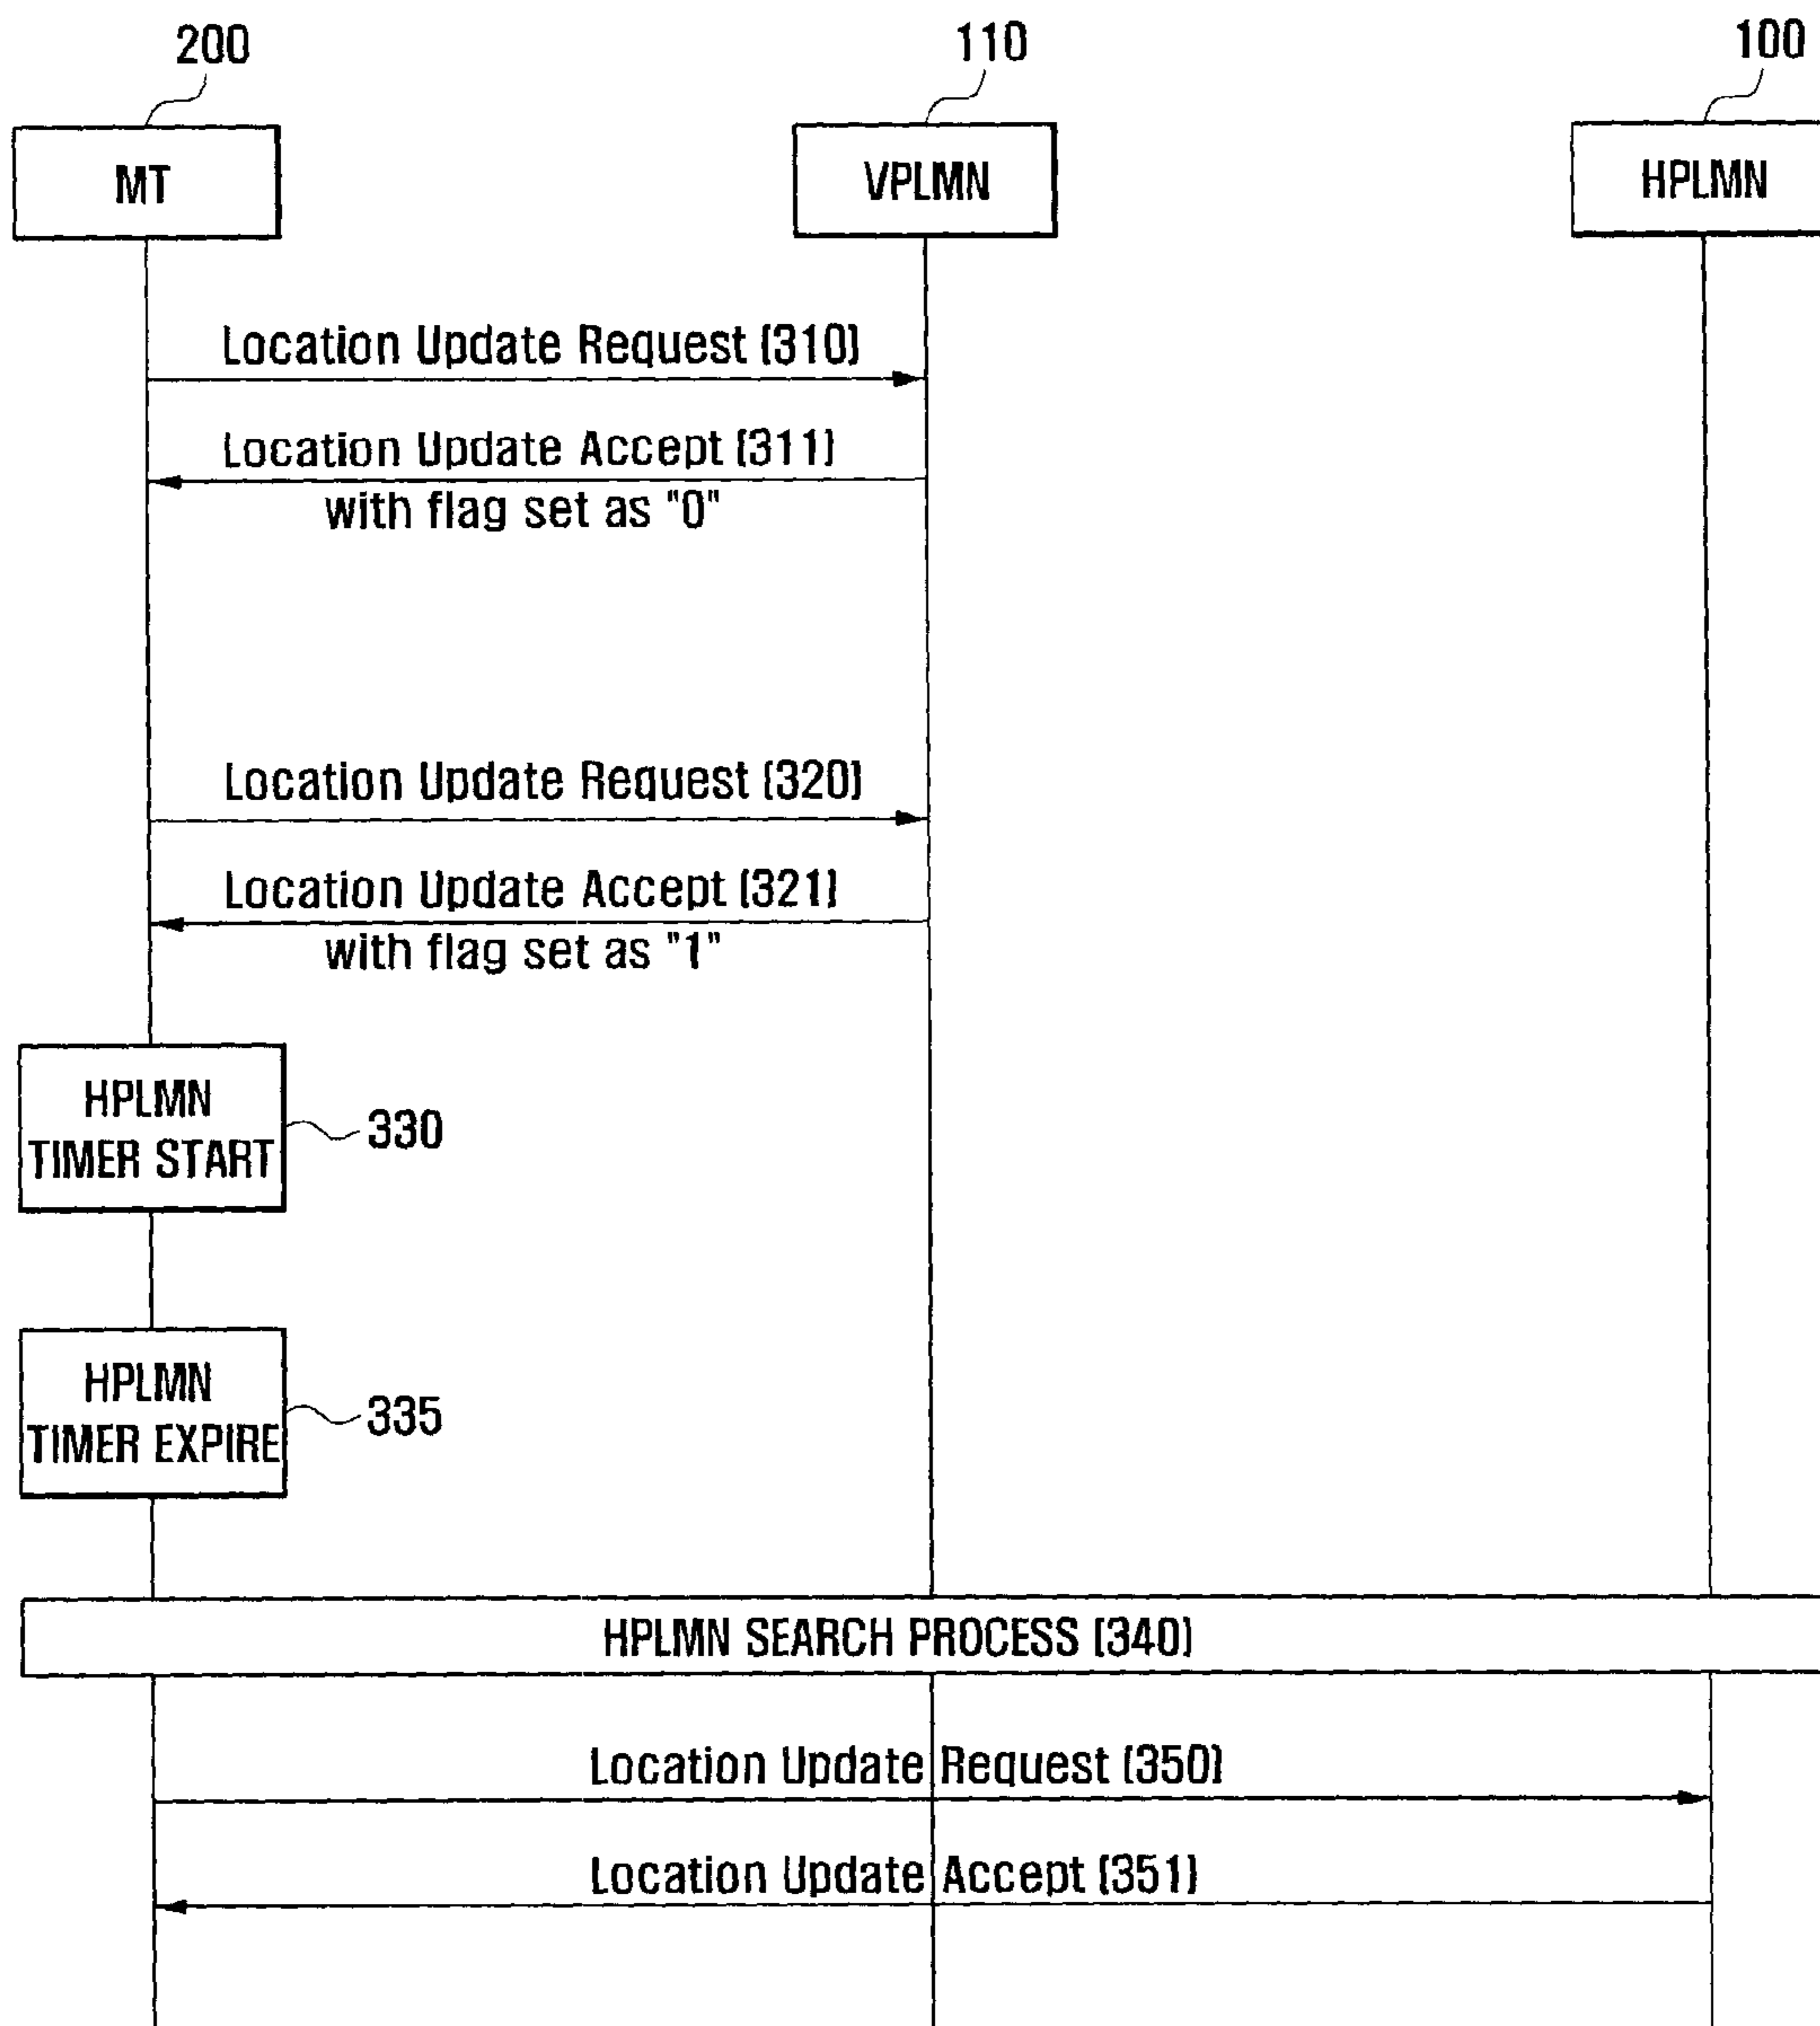 200
110
100
MT
VPLMN
HPLMN
Location Update Request (310)
Location Update Accept (311)
with flag set as "0"
Location Update Request (320)
Location Update Accept (321)
with flag set as "1"
HPLMN
TIMER START
330
HPLMN
TIMER EXPIRE
335
HPLMN SEARCH PROCESS (340)
Location Update Request (350)
Location Update Accept (351)